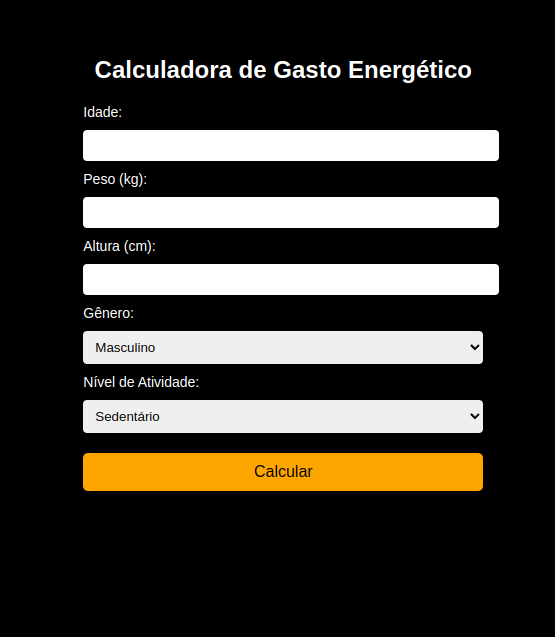 Calculadora de Gasto Energético
Idade:
Peso (kg):
Altura (cm):
Gênero:
Masculino
Nível de Atividade:
Sedentário
Calcular